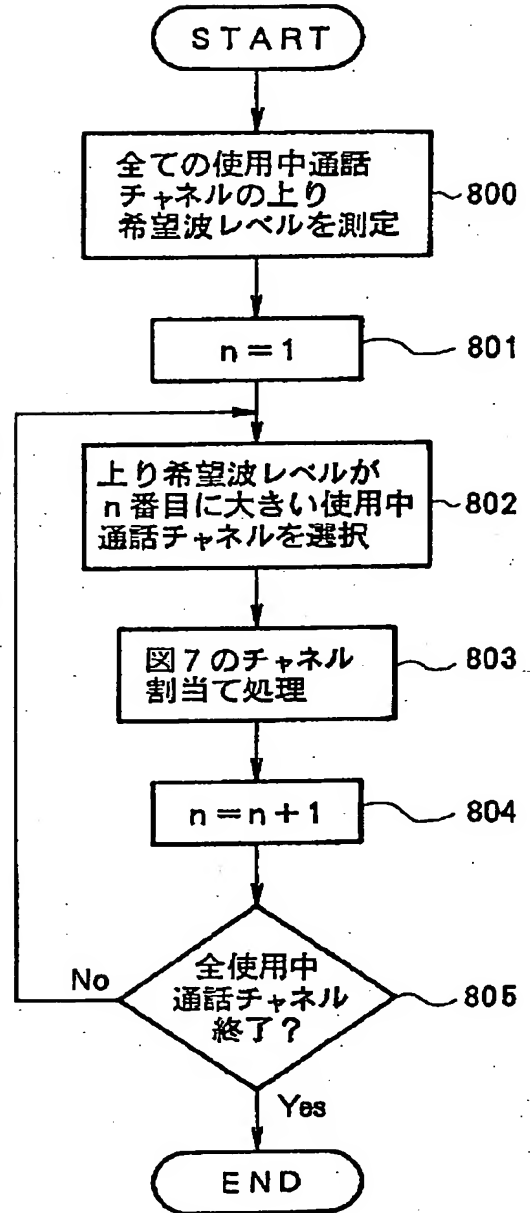 START
全ての使用中通話
チャネルの上り
希望波レベルを測定
800
n=1
801
上り希望波レベルが
n番目に大きい使用中
通話チャネルを選択
802
図7のチャネル
割当て処理
803
n=n+1
804
全使用中
通話チャネル
終了?
805
No
Yes
END